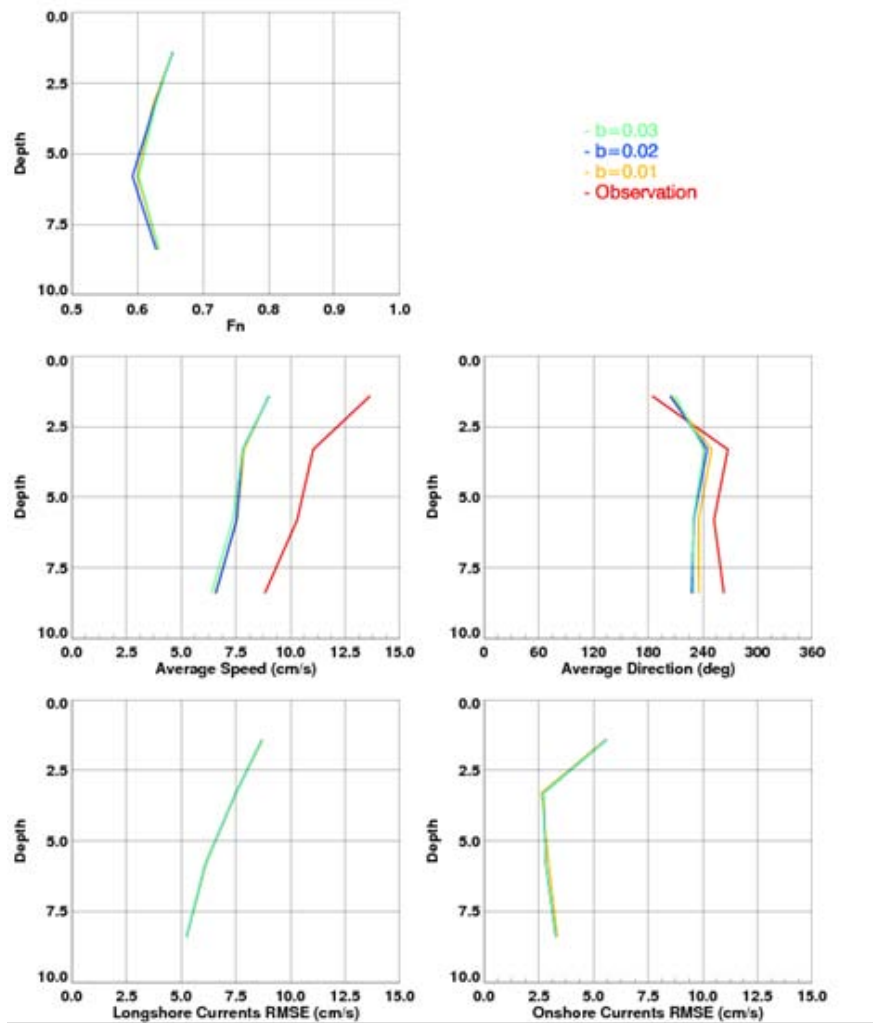 0.0
2.5
5.0
7.5
10.0
Depth
0.5 0.6 0.7 0.8 0.9 1.0
Fn
- b=0.03
- b=0.02
- b=0.01
- Observation
0.0
2.5
5.0
7.5
10.0
Depth
0.0 2.5 5.0 7.5 10.0 12.5 15.0
Average Speed (cm/s)
0.0
2.5
5.0
7.5
10.0
Depth
0 60 120 180 240 300 360
Average Direction (deg)
0.0
2.5
5.0
7.5
10.0
Depth
0.0 2.5 5.0 7.5 10.0 12.5 15.0
Longshore Currents RMSE (cm/s)
0.0
2.5
5.0
7.5
10.0
Depth
0.0 2.5 5.0 7.5 10.0 12.5 15.0
Onshore Currents RMSE (cm/s)